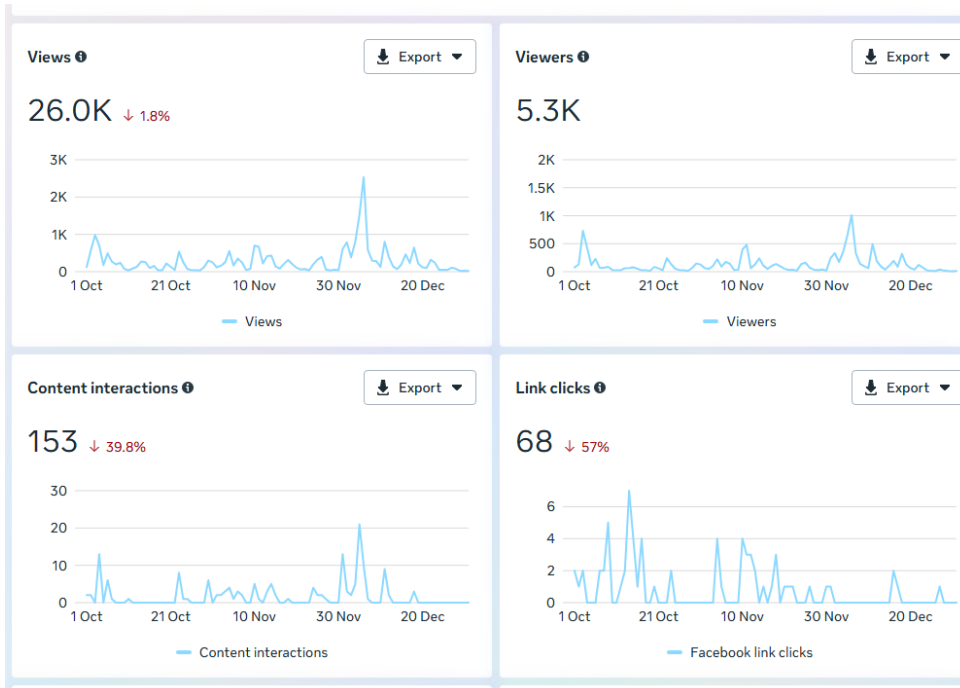 Views
Export
26.0K ↓ 1.8%
3K
2K
1K
0
1 Oct 21 Oct 10 Nov 30 Nov 20 Dec
Views
Viewers
Export
5.3K
2K
1.5K
1K
500
0
1 Oct 21 Oct 10 Nov 30 Nov 20 Dec
Viewers
Content interactions
Export
153 ↓ 39.8%
30
20
10
0
1 Oct 21 Oct 10 Nov 30 Nov 20 Dec
Content interactions
Link clicks
Export
68 ↓ 57%
6
4
2
0
1 Oct 21 Oct 10 Nov 30 Nov 20 Dec
Facebook link clicks